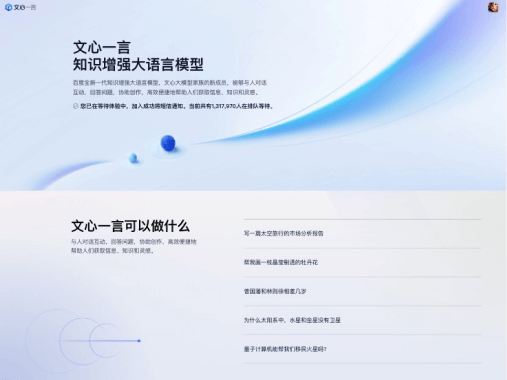 文心一言
文心一言
知识增强大语言模型
百度全新一代知识增强大语言模型，文心大模型家族的新成员，能够与人对话
互动，回答问题，协助创作，高效便捷地帮助人们获取信息、知识和灵感。
您已在等待体验中，加入成功将短信通知，当前共有1,317,970人在排队等待。
文心一言可以做什么
与人对话互动，回答问题，协助创作，高效便捷地
帮助人们获取信息、知识和灵感。
写一篇太空旅行的市场分析报告
帮我画一枝晶莹剔透的牡丹花
曾国藩和林则徐相差几岁
为什么太阳系中，水星和金星没有卫星
量子计算机能帮我们移民火星吗？